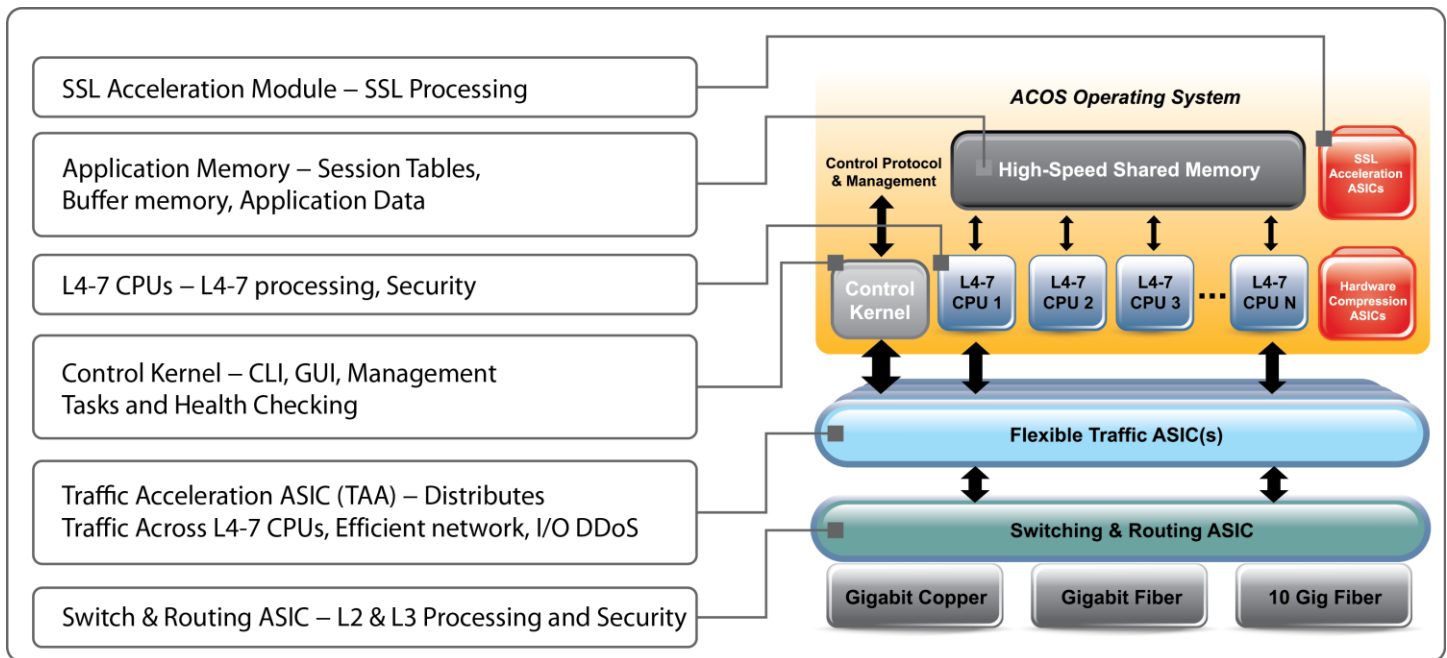 SSL Acceleration Module – SSL Processing
Application Memory – Session Tables,
Buffer memory, Application Data
L4-7 CPUs – L4-7 processing, Security
Control Kernel – CLI, GUI, Management
Tasks and Health Checking
Traffic Acceleration ASIC (TAA) – Distributes
Traffic Across L4-7 CPUs, Efficient network, I/O DDoS
Switch & Routing ASIC – L2 & L3 Processing and Security
ACOS Operating System
Control Protocol
& Management
High-Speed Shared Memory
SSL
Acceleration
ASICs
Control
Kernel
L4-7
CPU 1
L4-7
CPU 2
L4-7
CPU 3
...
L4-7
CPU N
Hardware
Compression
ASICs
Flexible Traffic ASIC(s)
Switching & Routing ASIC
Gigabit Copper
Gigabit Fiber
10 Gig Fiber